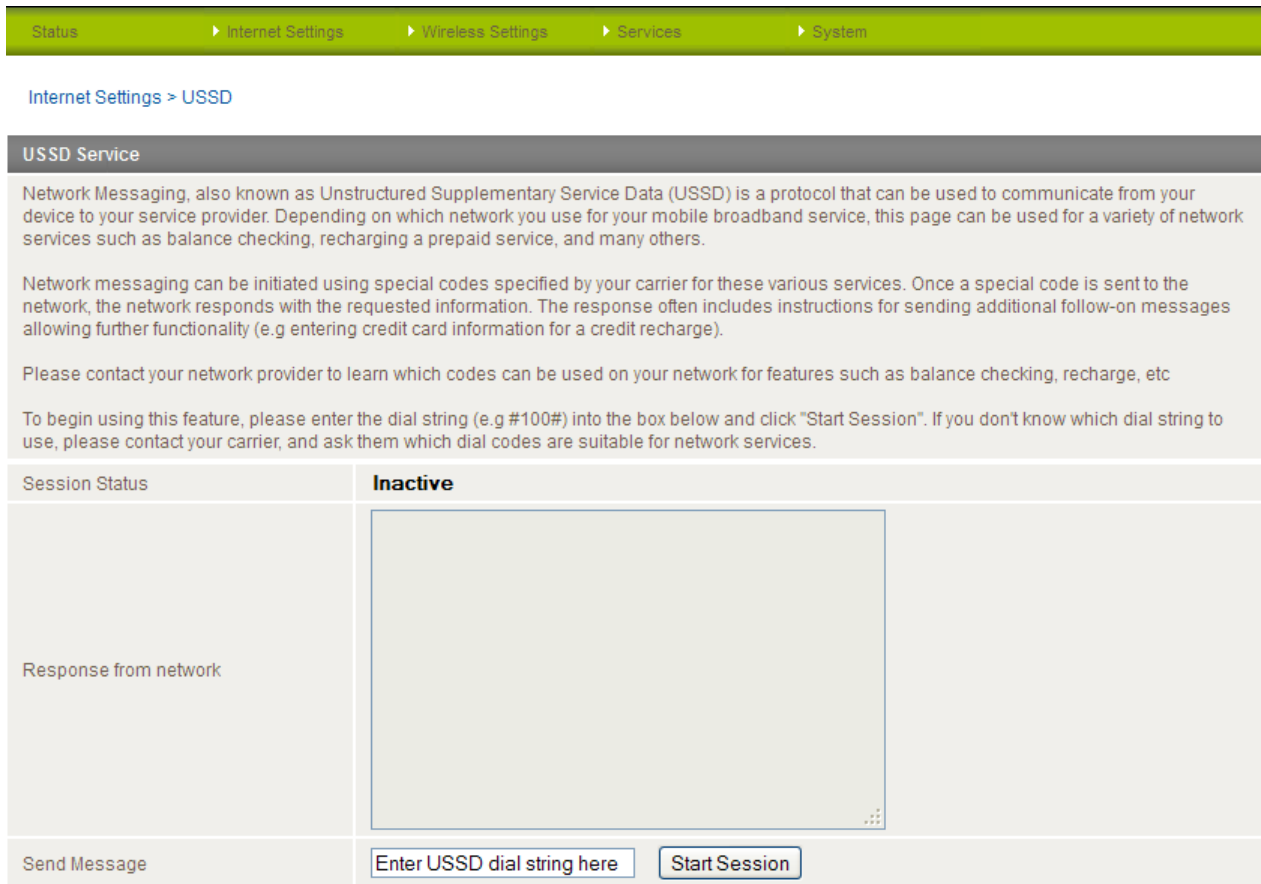 Status Internet Settings Wireless Settings Services System
Internet Settings > USSD
USSD Service
Network Messaging, also known as Unstructured Supplementary Service Data (USSD) is a protocol that can be used to communicate from your
device to your service provider. Depending on which network you use for your mobile broadband service, this page can be used for a variety of network
services such as balance checking, recharging a prepaid service, and many others.
Network messaging can be initiated using special codes specified by your carrier for these various services. Once a special code is sent to the
network, the network responds with the requested information. The response often includes instructions for sending additional follow-on messages
allowing further functionality (e.g entering credit card information for a credit recharge).
Please contact your network provider to learn which codes can be used on your network for features such as balance checking, recharge, etc
To begin using this feature, please enter the dial string (e.g #100#) into the box below and click "Start Session". If you don't know which dial string to
use, please contact your carrier, and ask them which dial codes are suitable for network services.
Session Status Inactive
Response from network
Send Message Enter USSD dial string here Start Session